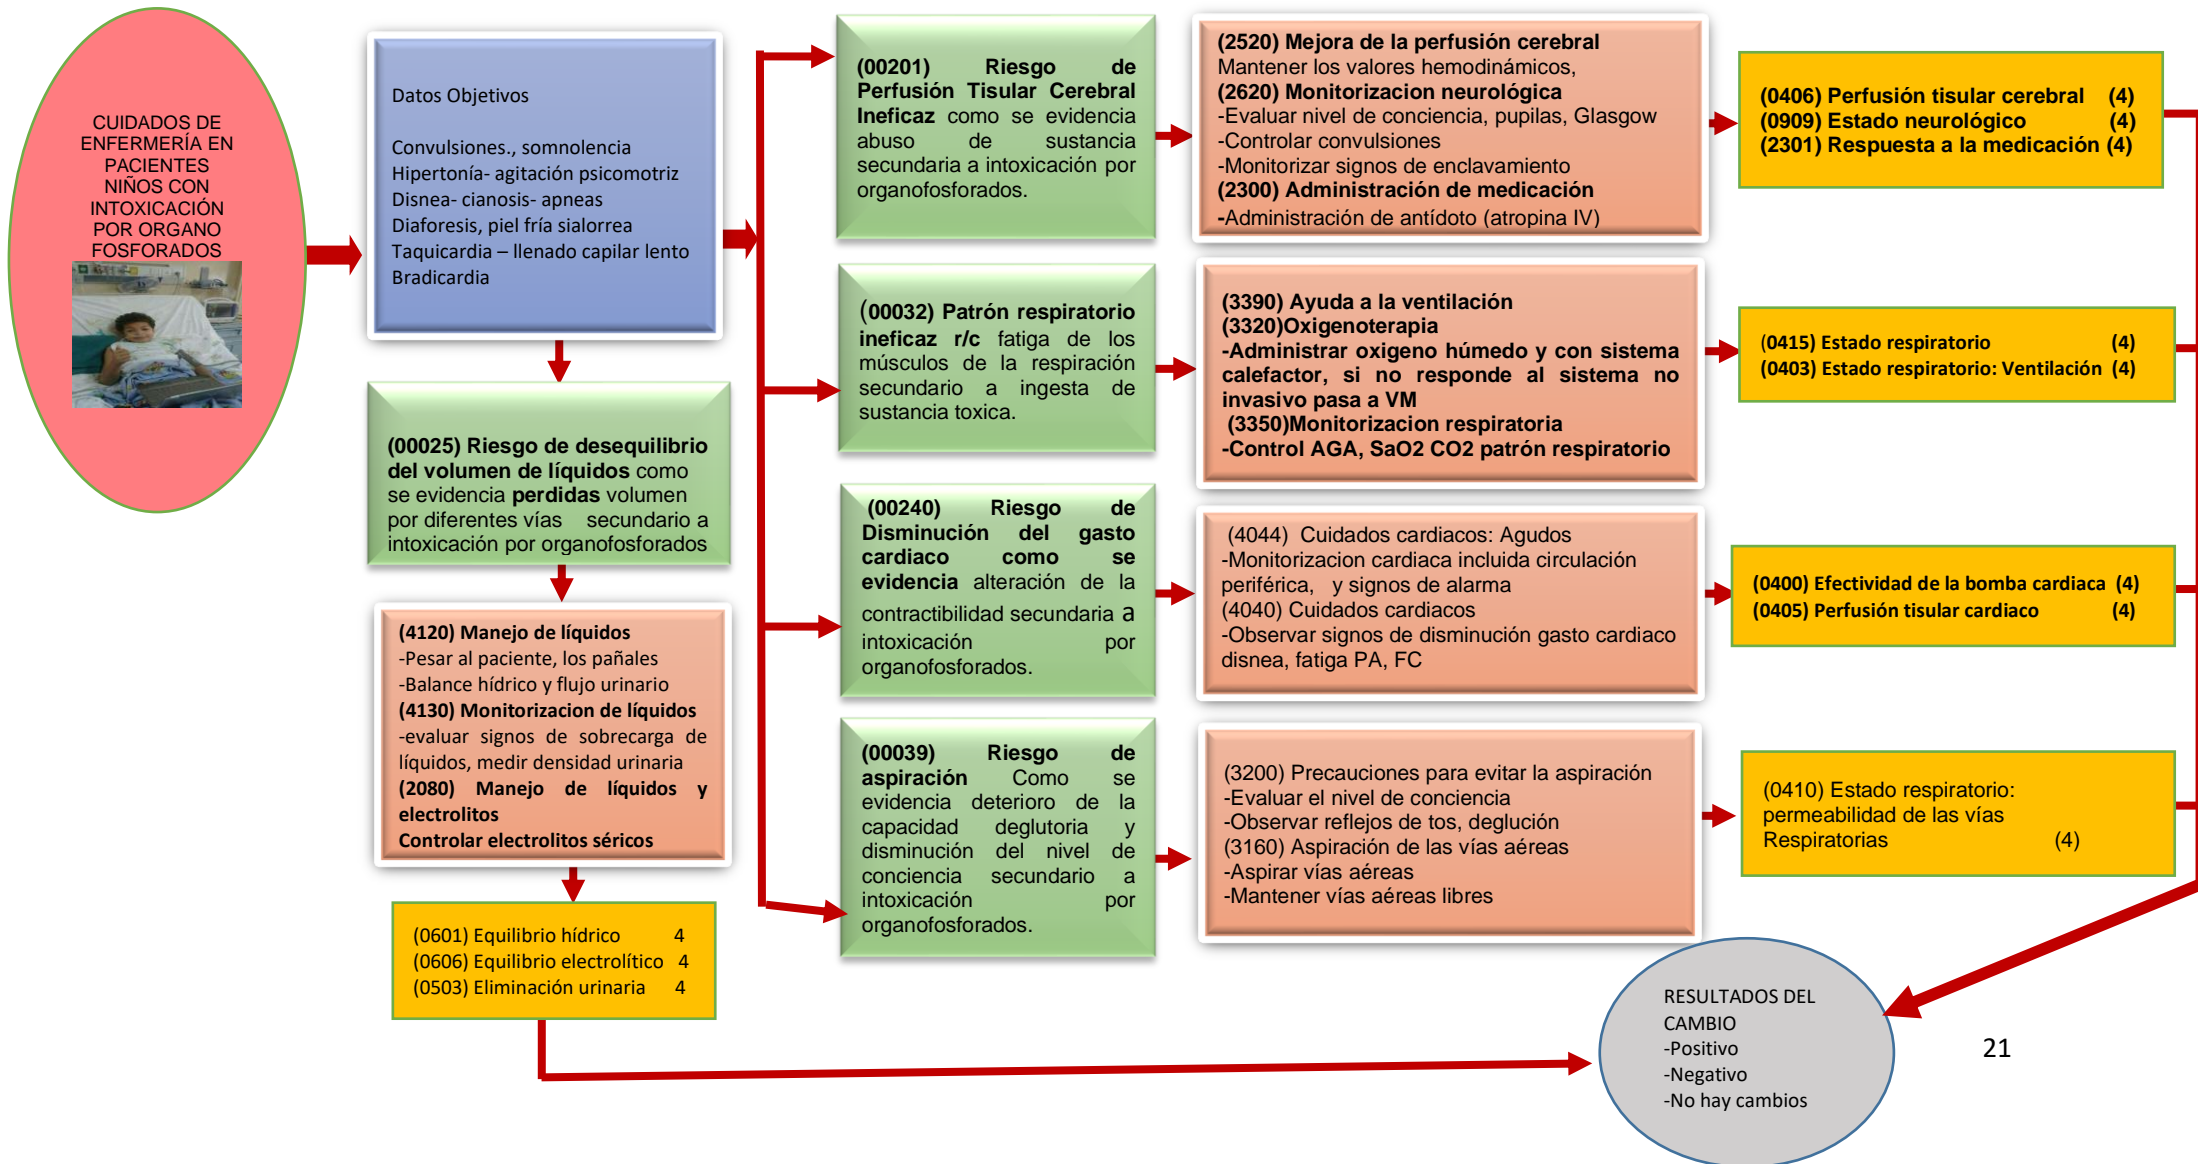 CUIDADOS DE
ENFERMERÍA EN
PACIENTES
NIÑOS CON
INTOXICACIÓN
POR ORGANO
FOSFORADOS
Datos Objetivos
Convulsiones., somnolencia
Hipertonía- agitación psicomotriz
Disnea- cianosis- apneas
Diaforesis, piel fría sialorrea
Taquicardia – llenado capilar lento
Bradicardia
(00025) Riesgo de desequilibrio
del volumen de líquidos como
se evidencia perdidas volumen
por diferentes vías secundario a
intoxicación por organofosforados
(4120) Manejo de líquidos
-Pesar al paciente, los pañales
-Balance hídrico y flujo urinario
(4130) Monitorizacion de líquidos
-evaluar signos de sobrecarga de
líquidos, medir densidad urinaria
(2080) Manejo de líquidos y
electrolitos
Controlar electrolitos séricos
(0601) Equilibrio hídrico 4
(0606) Equilibrio electrolítico 4
(0503) Eliminación urinaria 4
(00201) Riesgo de
Perfusión Tisular Cerebral
Ineficaz como se evidencia
abuso de sustancia
secundaria a intoxicación por
organofosforados.
(2520) Mejora de la perfusión cerebral
Mantener los valores hemodinámicos,
(2620) Monitorizacion neurológica
-Evaluar nivel de conciencia, pupilas, Glasgow
-Controlar convulsiones
-Monitorizar signos de enclavamiento
(2300) Administración de medicación
-Administración de antídoto (atropina IV)
(0406) Perfusión tisular cerebral (4)
(0909) Estado neurológico (4)
(2301) Respuesta a la medicación (4)
(00032) Patrón respiratorio
ineficaz r/c fatiga de los
músculos de la respiración
secundario a ingesta de
sustancia toxica.
(3390) Ayuda a la ventilación
(3320)Oxigenoterapia
-Administrar oxigeno húmedo y con sistema
calefactor, si no responde al sistema no
invasivo pasa a VM
(3350)Monitorizacion respiratoria
-Control AGA, SaO2 CO2 patrón respiratorio
(0415) Estado respiratorio (4)
(0403) Estado respiratorio: Ventilación (4)
(00240) Riesgo de
Disminución del gasto
cardiaco como se
evidencia alteración de la
contractibilidad secundaria a
intoxicación por
organofosforados.
(4044) Cuidados cardiacos: Agudos
-Monitorizacion cardiaca incluida circulación
periférica, y signos de alarma
(4040) Cuidados cardiacos
-Observar signos de disminución gasto cardiaco
disnea, fatiga PA, FC
(0400) Efectividad de la bomba cardiaca (4)
(0405) Perfusión tisular cardiaco (4)
(00039) Riesgo de
aspiración Como se
evidencia deterioro de la
capacidad deglutoria y
disminución del nivel de
conciencia secundario a
intoxicación por
organofosforados.
(3200) Precauciones para evitar la aspiración
-Evaluar el nivel de conciencia
-Observar reflejos de tos, deglución
(3160) Aspiración de las vías aéreas
-Aspirar vías aéreas
-Mantener vías aéreas libres
(0410) Estado respiratorio:
permeabilidad de las vías
Respiratorias (4)
RESULTADOS DEL
CAMBIO
-Positivo
-Negativo
-No hay cambios
21